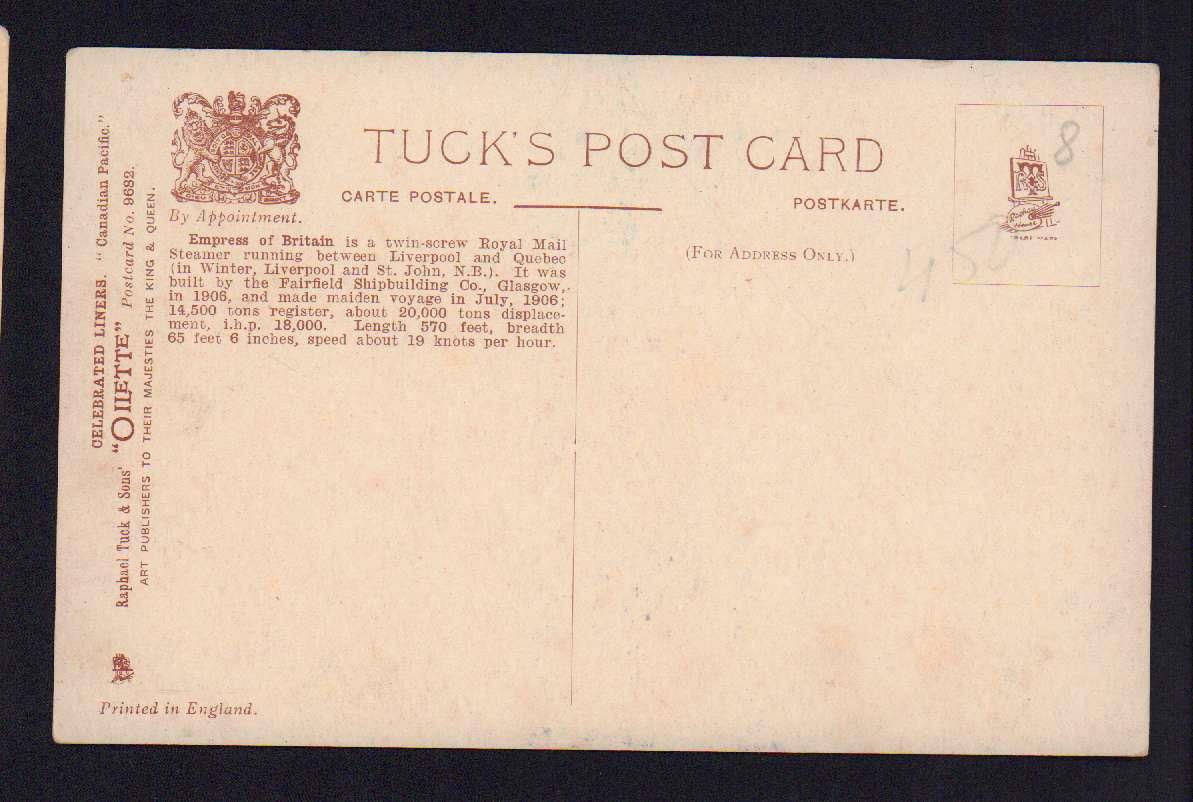 TUCK'S POST CARD
CARTE POSTALE.
POSTKARTE.
By Appointment.
(FOR ADDRESS ONLY.)
Empress of Britain is a twin-screw Royal Mail
Steamer running between Liverpool and Quebec
(in Winter, Liverpool and St. John, N.B.). It was
built by the Fairfield Shipbuilding Co., Glasgow,
in 1906, and made maiden voyage in July, 1906;
14,500 tons register, about 20,000 tons displace-
ment, i.h.p. 18,000. Length 570 feet, breadth
65 feet 6 inches, speed about 19 knots per hour.
CELEBRATED LINERS. "Canadian Pacific."
Raphael Tuck & Sons' "OILETTE" Postcard No. 9682.
ART PUBLISHERS TO THEIR MAJESTIES THE KING & QUEEN.
Printed in England.
8
450